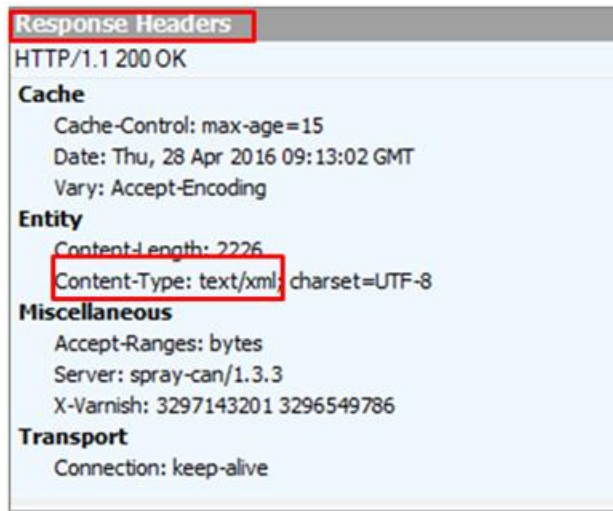 Response Headers
HTTP/1.1 200 OK
Cache
Cache-Control: max-age=15
Date: Thu, 28 Apr 2016 09:13:02 GMT
Vary: Accept-Encoding
Entity
Content-Length: 2226
Content-Type: text/xml; charset=UTF-8
Miscellaneous
Accept-Ranges: bytes
Server: spray-can/1.3.3
X-Varnish: 3297143201 3296549786
Transport
Connection: keep-alive